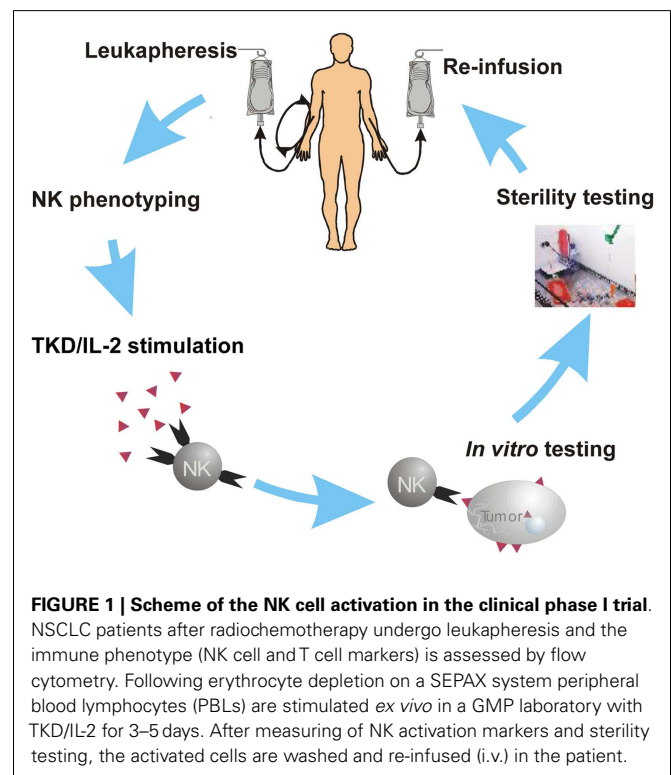 Leukapheresis
Re-infusion
NK phenotyping
Sterility testing
TKD/IL-2 stimulation
In vitro testing
NK
NK
Tumor
FIGURE 1 | Scheme of the NK cell activation in the clinical phase I trial.
NSCLC patients after radiochemotherapy undergo leukapheresis and the
immune phenotype (NK cell and T cell markers) is assessed by flow
cytometry. Following erythrocyte depletion on a SEPAX system peripheral
blood lymphocytes (PBLs) are stimulated ex vivo in a GMP laboratory with
TKD/IL-2 for 3–5 days. After measuring of NK activation markers and sterility
testing, the activated cells are washed and re-infused (i.v.) in the patient.